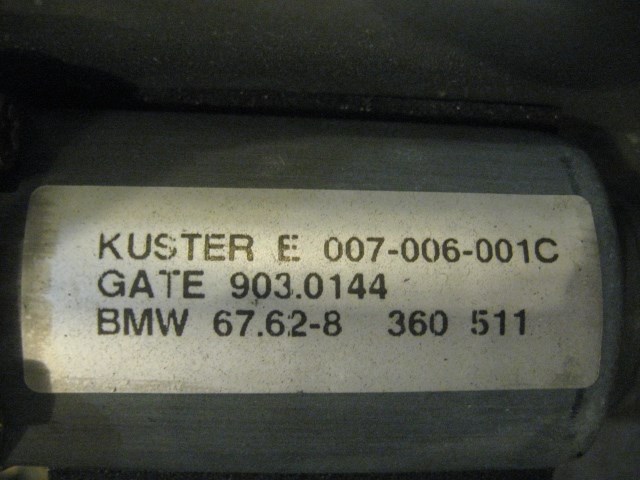 KUSTER E 007-006-001C
GATE 903.0144
BMW 67.62-8 360 511